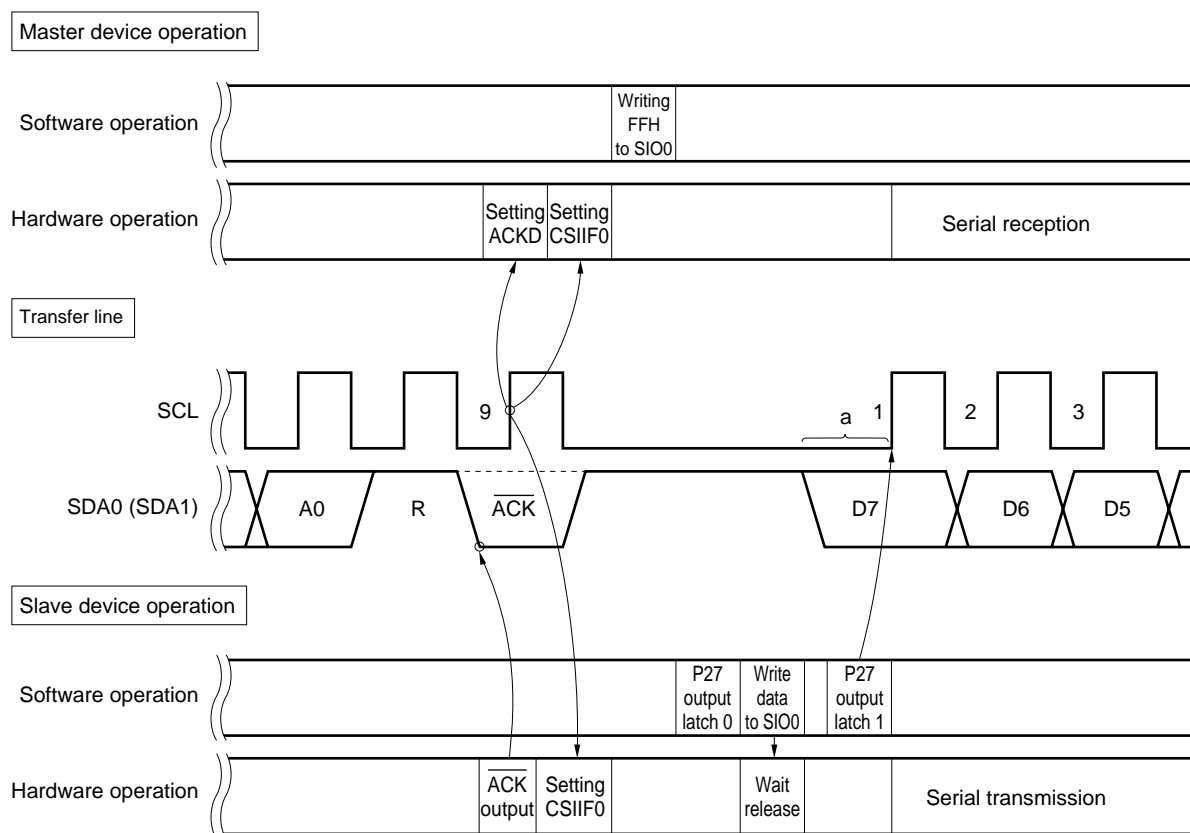 Master device operation
Software operation
Writing
FFH
to SIO0
Hardware operation
Setting
ACKD
Setting
CSIIF0
Serial reception
Transfer line
SCL
9
a
1
2
3
SDA0 (SDA1)
A0
R
ACK
D7
D6
D5
Slave device operation
Software operation
P27
output
latch 0
Write
data
to SIO0
P27
output
latch 1
Hardware operation
ACK
output
Setting
CSIIF0
Wait
release
Serial transmission